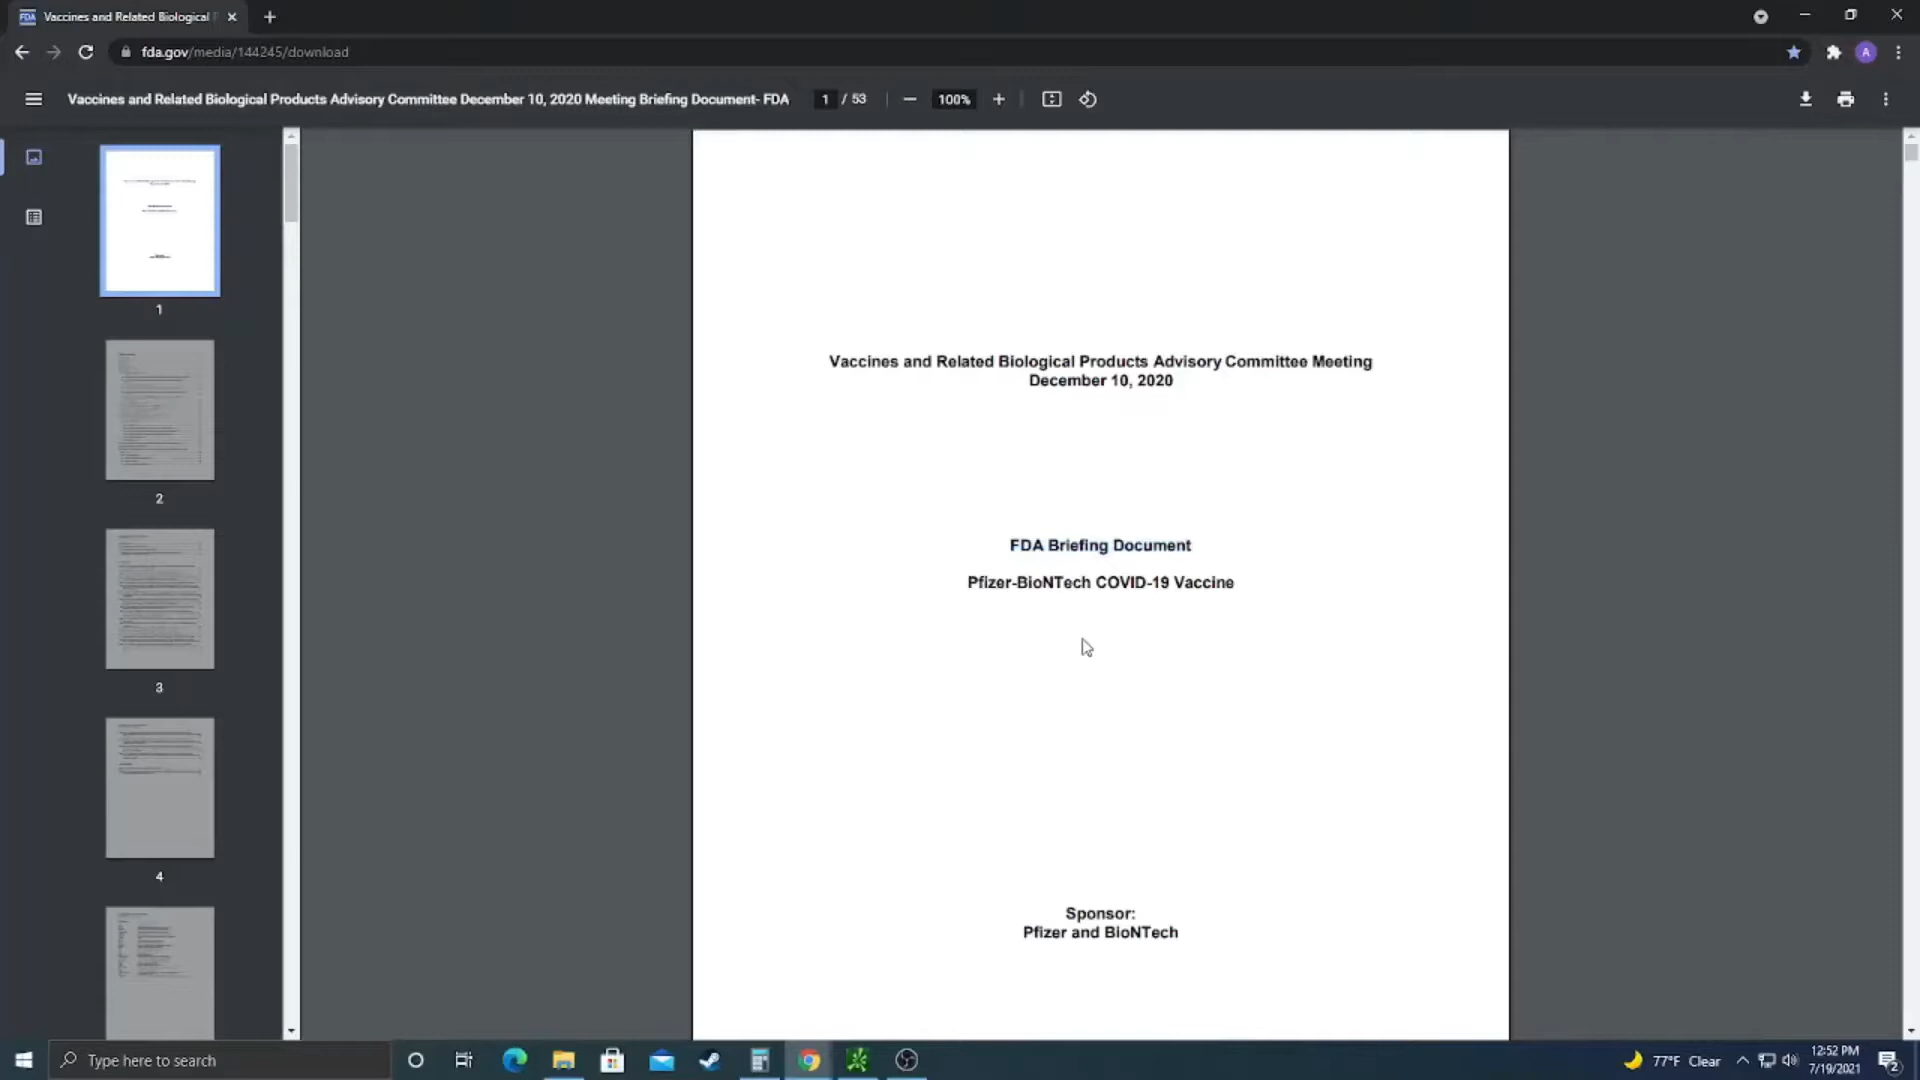 Vaccines and Related Biological P
fda.gov/media/144245/download
Vaccines and Related Biological Products Advisory Committee December 10, 2020 Meeting Briefing Document- FDA
1 / 53
100%
A
1
2
3
4
Vaccines and Related Biological Products Advisory Committee Meeting
December 10, 2020
FDA Briefing Document
Pfizer-BioNTech COVID-19 Vaccine
Sponsor:
Pfizer and BioNTech
Type here to search
77°F Clear
12:52 PM
7/19/2021
2